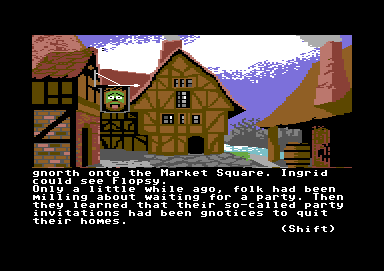 gnorth onto the Market Square. Ingrid
could see Flopsy.
Only a little while ago, folk had been
milling about waiting for a party. Then
they learned that their so-called party
invitations had been gnotices to quit
their homes.
(Shift)